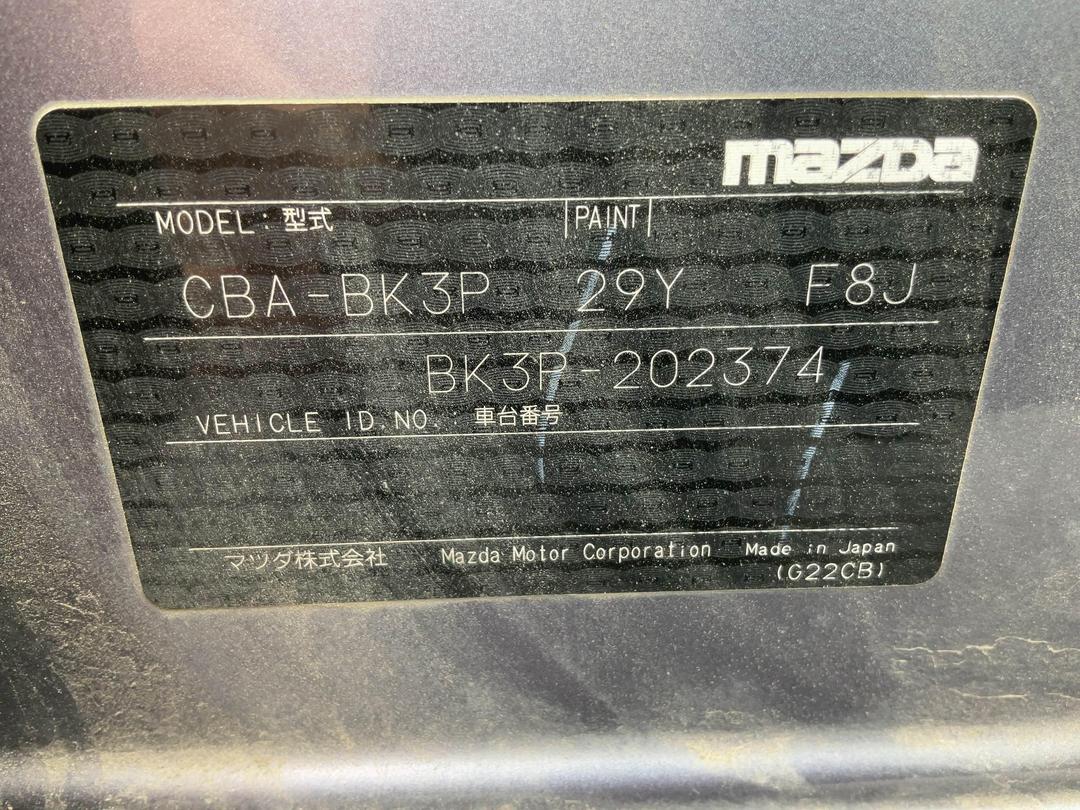 mazda
MODEL : 型式 |PAINT|
CBA-BK3P 29Y F8J
BK3P-202374
VEHICLE ID.NO. 車台番号
マツダ株式会社 Mazda Motor Corporation Made in Japan
(G22CB)